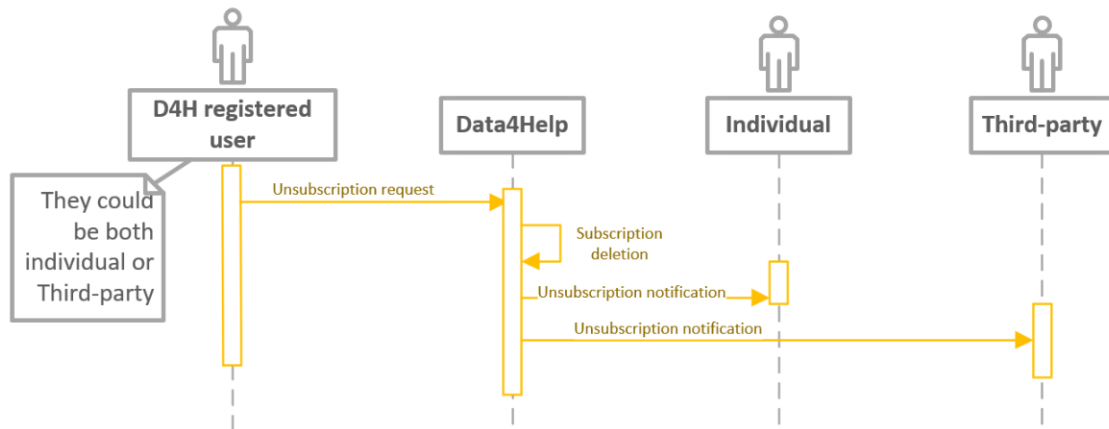 D4H registered
user
Data4Help
Individual
Third-party
They could
be both
individual or
Third-party
Unsubscription request
Subscription
deletion
Unsubscription notification
Unsubscription notification